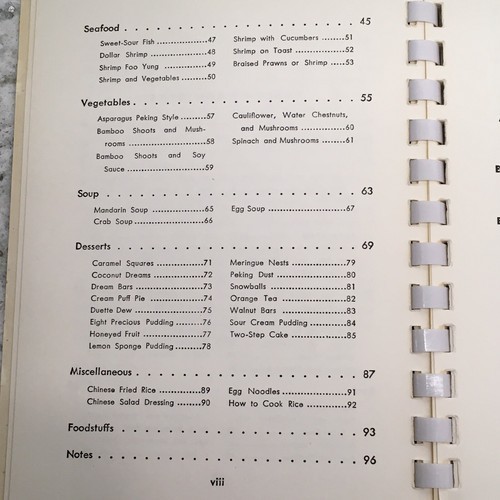 Seafood . . . . . . . . . . . . . . . . . . . . 45
Sweet-Sour Fish ..................47
Dollar Shrimp .....................48
Shrimp Foo Yung .................49
Shrimp and Vegetables ..........50
Shrimp with Cucumbers ..........51
Shrimp on Toast ..................52
Braised Prawns or Shrimp .....53
Vegetables. . . . . . . . . . . . . . . . . . . 55
Asparagus Peking Style ..........57
Bamboo Shoots and Mush-
rooms ...........................58
Bamboo Shoots and Soy
Sauce ...........................59
Cauliflower, Water Chestnuts,
and Mushrooms ................60
Spinach and Mushrooms .........61
Soup . . . . . . . . . . . . . . . . . . . . . 63
Mandarin Soup ...................65
Crab Soup.........................66
Egg Soup ..........................67
Desserts . . . . . . . . . . . . . . . . . . . 69
Caramel Squares .................71
Coconut Dreams ..................72
Dream Bars .......................73
Cream Puff Pie ...................74
Duette Dew .......................75
Eight Precious Pudding ..........76
Honeyed Fruit ....................77
Lemon Sponge Pudding .........78
Meringue Nests ...................79
Peking Dust .......................80
Snowballs .........................81
Orange Tea .......................82
Walnut Bars ......................83
Sour Cream Pudding .............84
Two-Step Cake ...................85
Miscellaneous . . . . . . . . . . . . . . . . 87
Chinese Fried Rice ...............89
Chinese Salad Dressing ..........90
Egg Noodles ......................91
How to Cook Rice ................92
Foodstuffs . . . . . . . . . . . . . . . . . . 93
Notes . . . . . . . . . . . . . . . . . . . . 96
viii